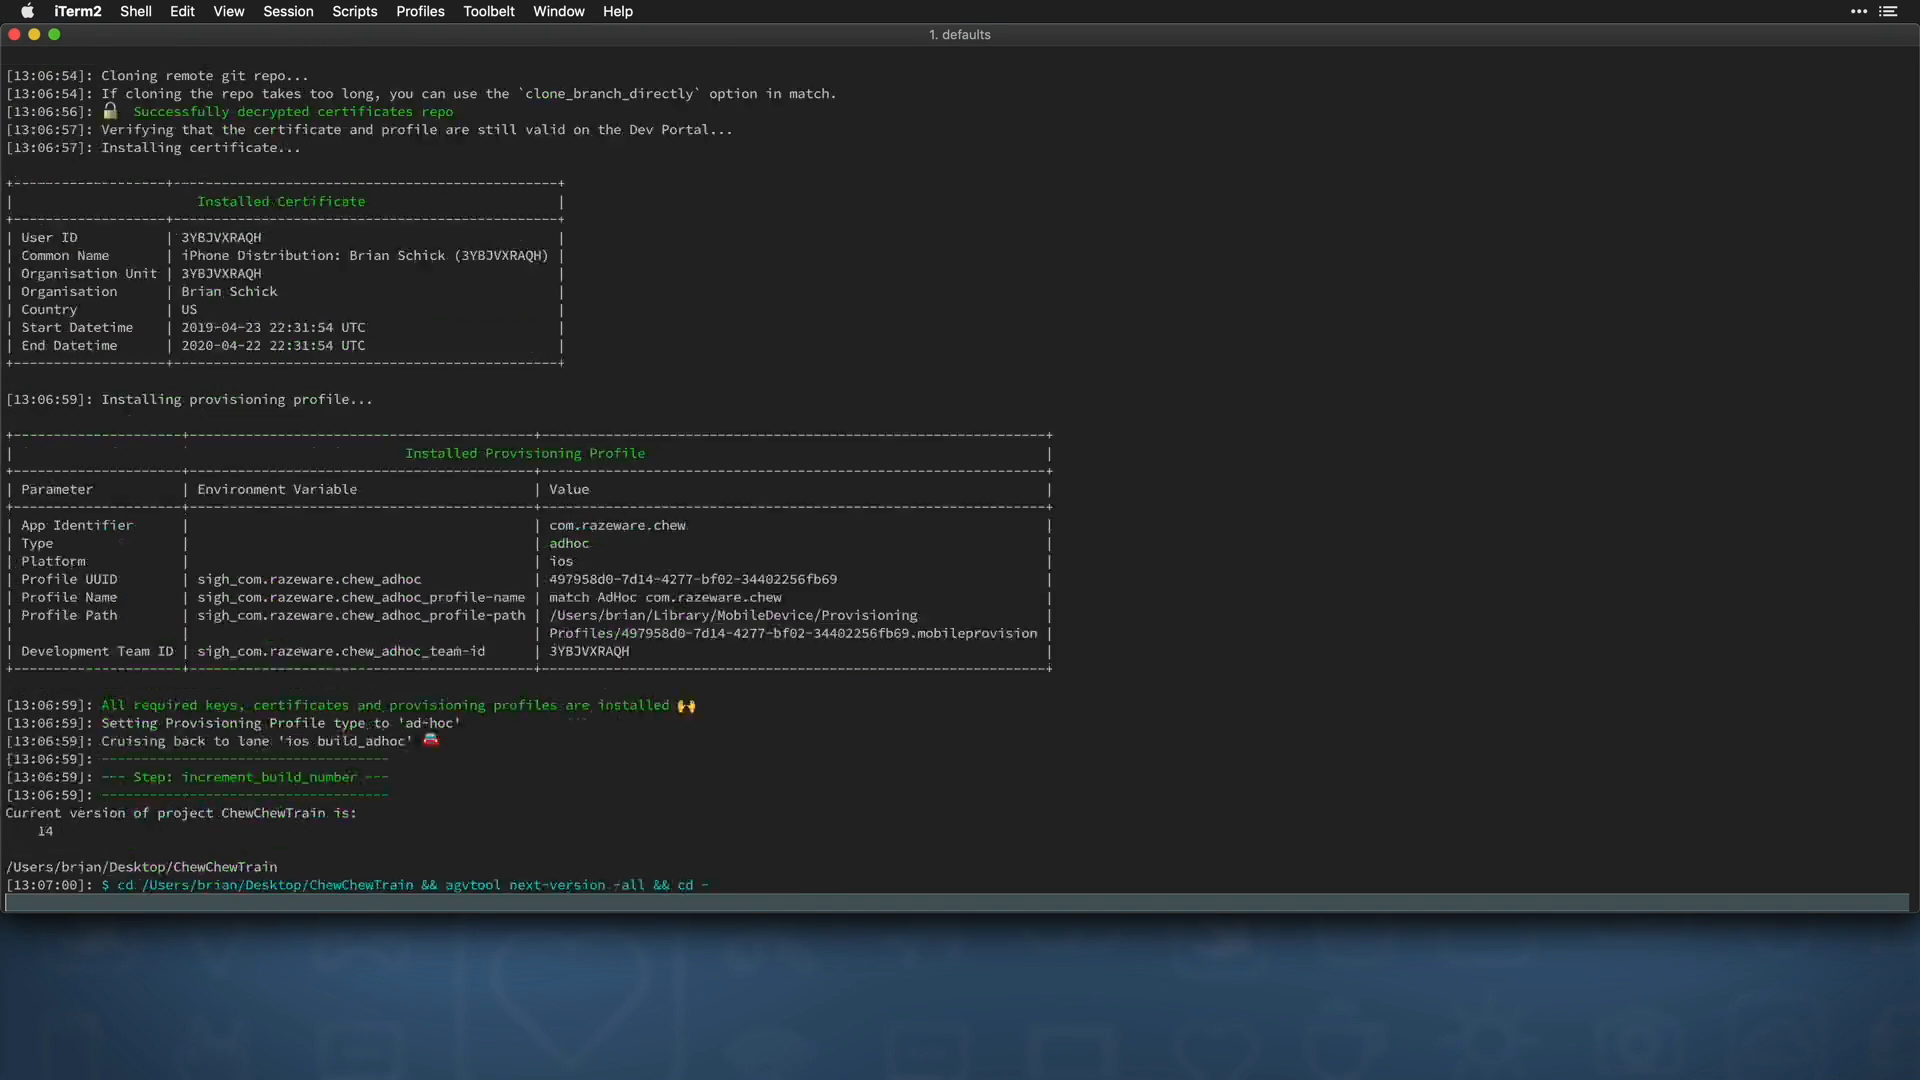 iTerm2 Shell Edit View Session Scripts Profiles Toolbelt Window Help
1. defaults
[13:06:54]: Cloning remote git repo...
[13:06:54]: If cloning the repo takes too long, you can use the `clone_branch_directly` option in match.
[13:06:56]: 🔓 Successfully decrypted certificates repo
[13:06:57]: Verifying that the certificate and profile are still valid on the Dev Portal...
[13:06:57]: Installing certificate...
Installed Certificate
| User ID | 3YBJVXRAQH |
| Common Name | iPhone Distribution: Brian Schick (3YBJVXRAQH) |
| Organisation Unit | 3YBJVXRAQH |
| Organisation | Brian Schick |
| Country | US |
| Start Datetime | 2019-04-23 22:31:54 UTC |
| End Datetime | 2020-04-22 22:31:54 UTC |
[13:06:59]: Installing provisioning profile...
Installed Provisioning Profile
| Parameter | Environment Variable | Value |
| App Identifier | | com.razeware.chew |
| Type | | adhoc |
| Platform | | ios |
| Profile UUID | sigh_com.razeware.chew_adhoc | 497958d0-7d14-4277-bf02-34402256fb69 |
| Profile Name | sigh_com.razeware.chew_adhoc_profile-name | match AdHoc com.razeware.chew |
| Profile Path | sigh_com.razeware.chew_adhoc_profile-path | /Users/brian/Library/MobileDevice/Provisioning |
| | | Profiles/497958d0-7d14-4277-bf02-34402256fb69.mobileprovision |
| Development Team ID | sigh_com.razeware.chew_adhoc_team-id | 3YBJVXRAQH |
[13:06:59]: All required keys, certificates and provisioning profiles are installed 🙌
[13:06:59]: Setting Provisioning Profile type to 'ad-hoc'
[13:06:59]: Cruising back to lane 'ios build_adhoc' 🚘
[13:06:59]: ------------------------------------
[13:06:59]: --- Step: increment_build_number ---
[13:06:59]: ------------------------------------
Current version of project ChewChewTrain is:
14
/Users/brian/Desktop/ChewChewTrain
[13:07:00]: $ cd /Users/brian/Desktop/ChewChewTrain && agvtool next-version -all && cd -